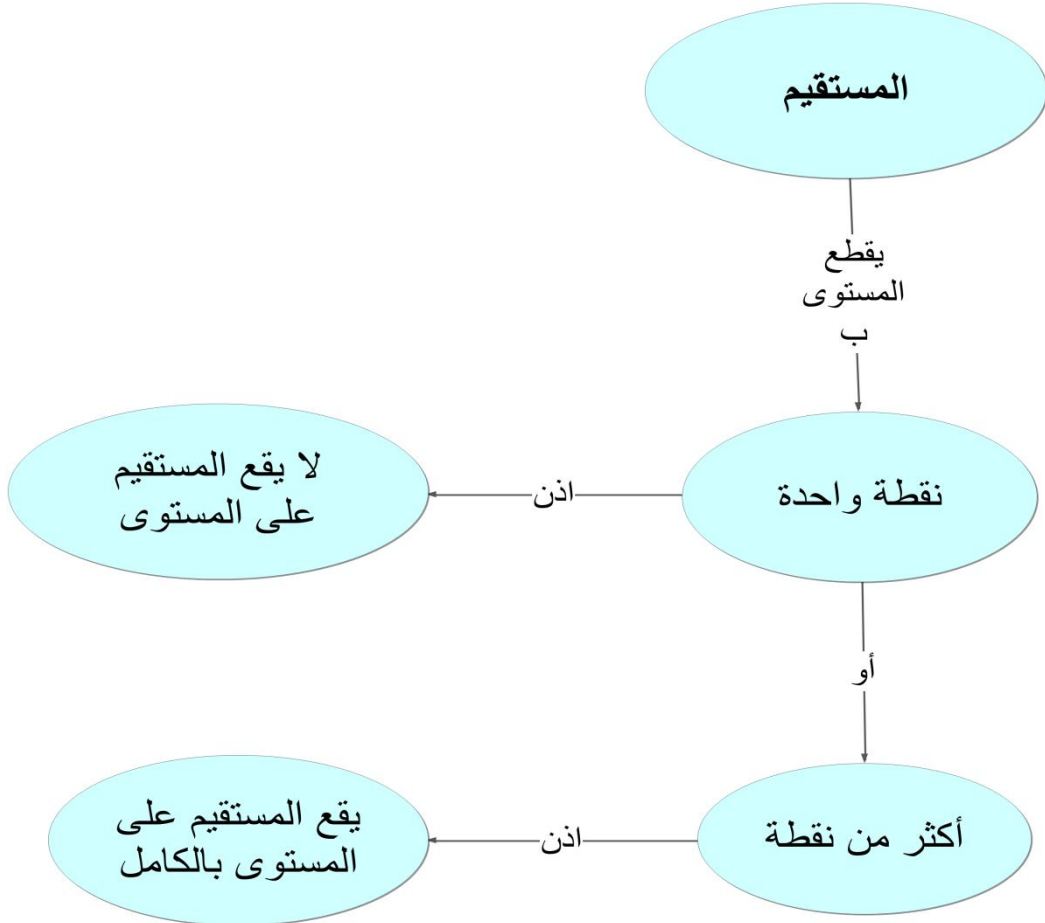 المستقيم
يقطع
المستوى
ب
نقطة واحدة
اذن
لا يقع المستقيم
على المستوى
أو
أكثر من نقطة
اذن
يقع المستقيم على
المستوى بالكامل